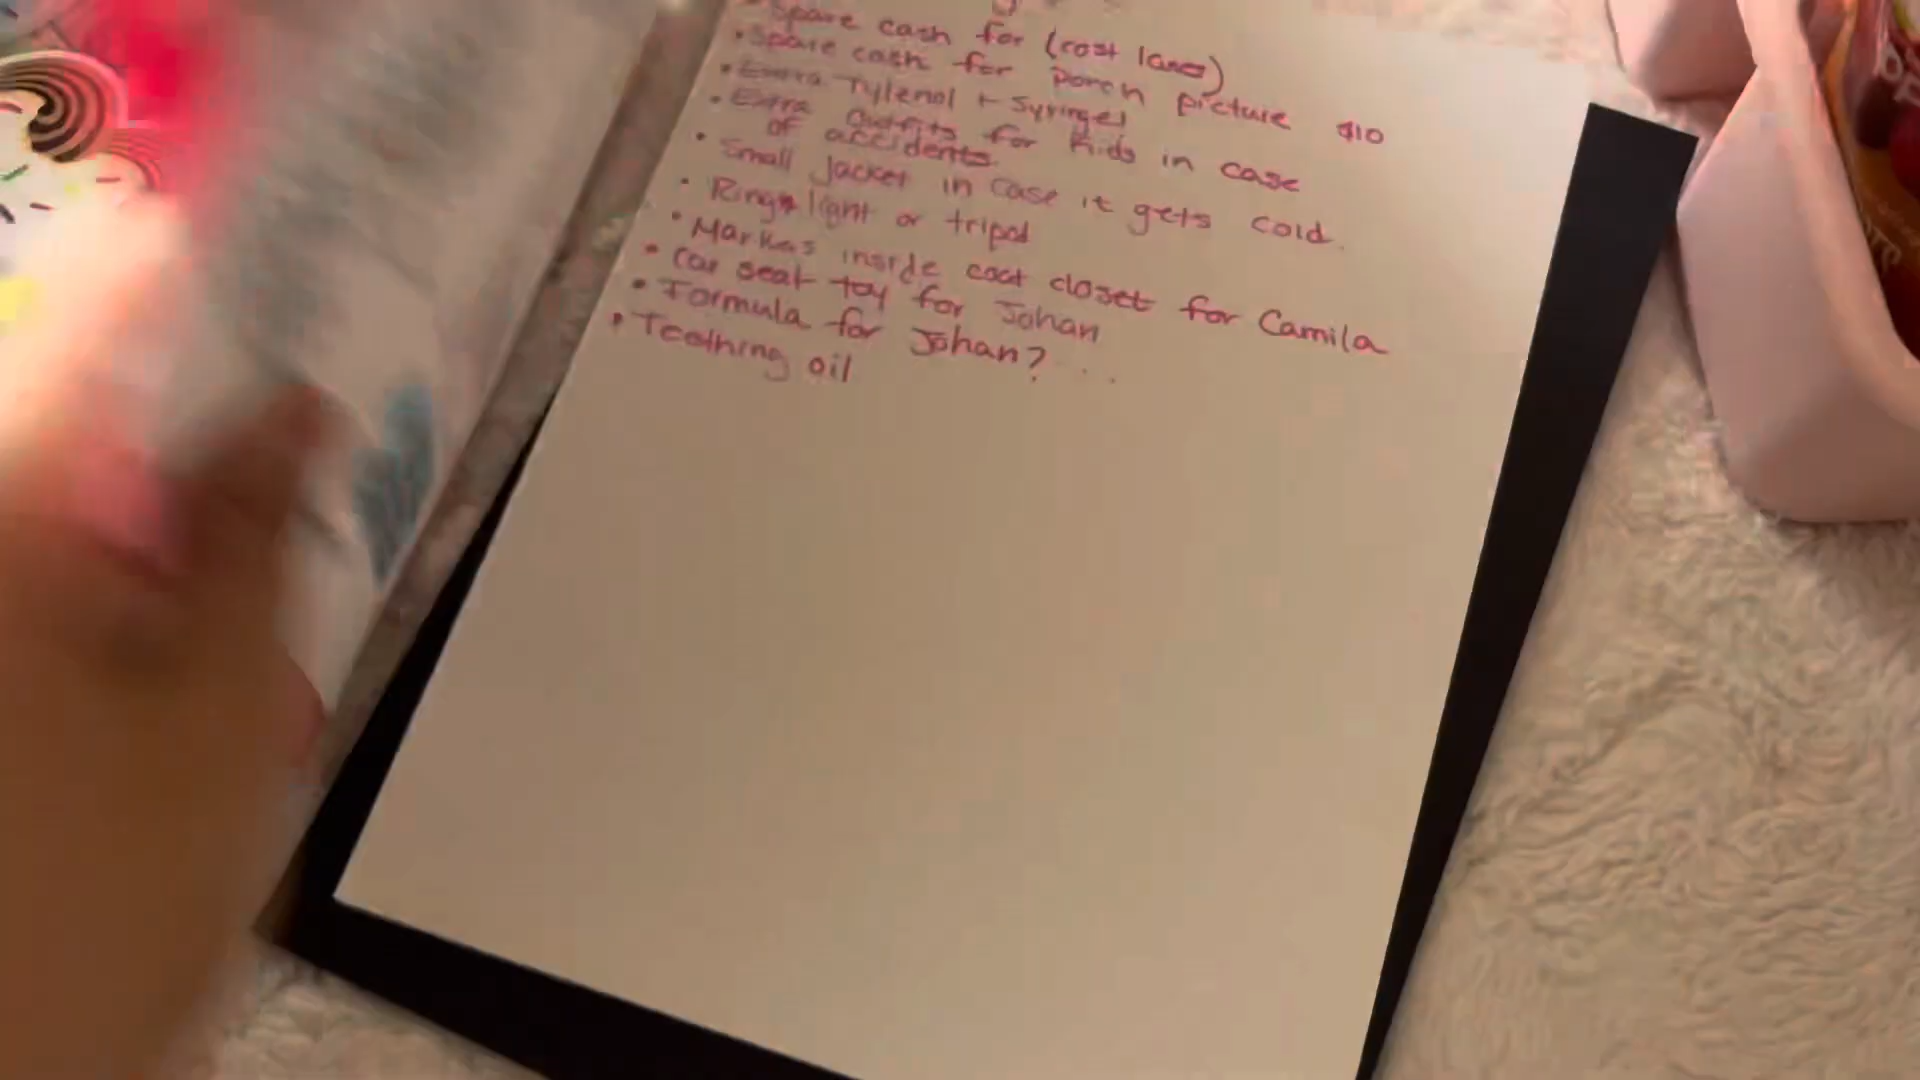 • Spare cash for (cost lanes)
• Spare cash for porch picture $10
• Extra Tylenol + syringes
• Extra outfits for kids in case
of accidents
• Small jacket in case it gets cold.
• Ring light or tripod
• Markers inside coat closet for Camila
• Car seat toy for Johan
• Formula for Johan? ...
• Teething oil